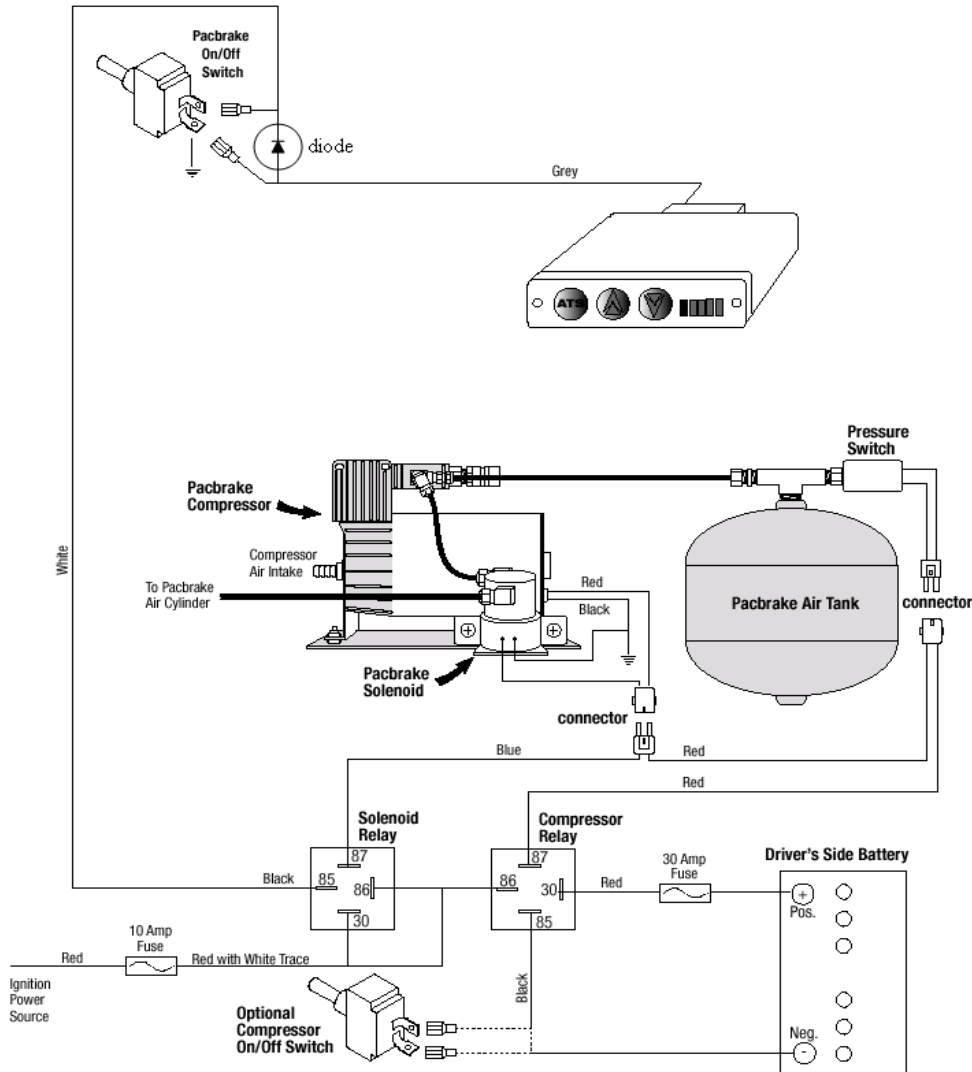 Pacbrake
On/Off
Switch
diode
Grey
ATS
White
Pressure
Switch
Pacbrake
Compressor
Compressor
Air Intake
To Pacbrake
Air Cylinder
Red
Black
Pacbrake Air Tank
connector
Pacbrake
Solenoid
connector
Blue
Red
Red
Solenoid
Relay
Compressor
Relay
87
85
86
30
Black
87
86
30
85
Red
30 Amp
Fuse
Driver's Side Battery
+
Pos.
10 Amp
Fuse
Red
Red with White Trace
Ignition
Power
Source
Black
Optional
Compressor
On/Off Switch
Neg.
-